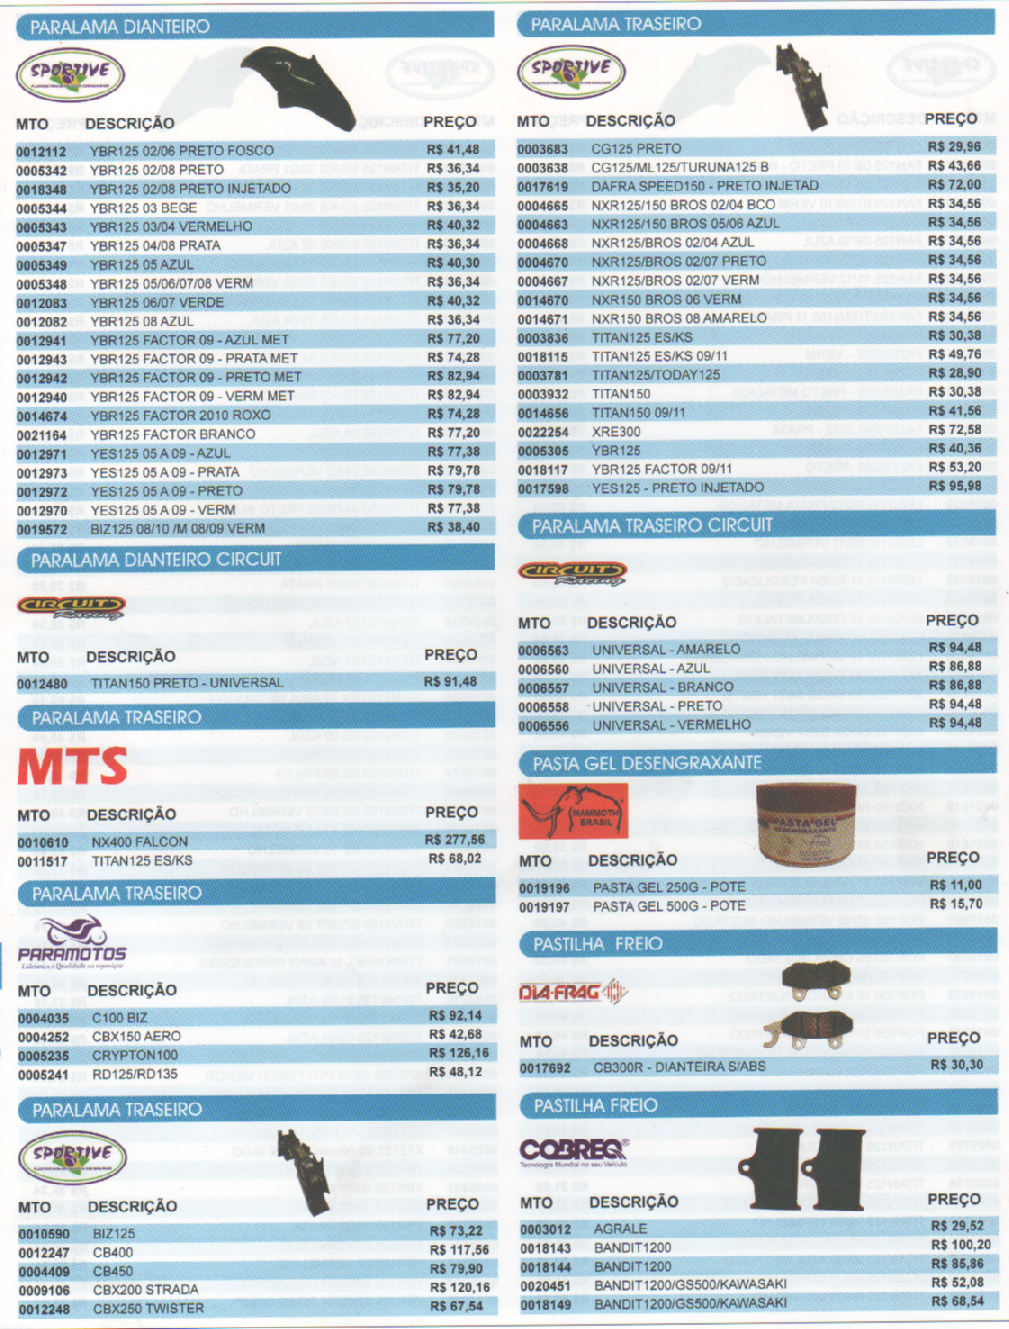 PARALAMA DIANTEIRO
SPORTIVE
MTO DESCRIÇÃO PREÇO
0012112 YBR125 02/06 PRETO FOSCO R$ 41,48
0005342 YBR125 02/08 PRETO R$ 36,34
0018348 YBR125 02/08 PRETO INJETADO R$ 35,20
0005344 YBR125 03 BEGE R$ 36,34
0005343 YBR125 03/04 VERMELHO R$ 40,32
0005347 YBR125 04/08 PRATA R$ 36,34
0005349 YBR125 05 AZUL R$ 40,30
0005348 YBR125 05/06/07/08 VERM R$ 36,34
0012083 YBR125 06/07 VERDE R$ 40,32
0012082 YBR125 08 AZUL R$ 36,34
0012941 YBR125 FACTOR 09 - AZUL MET R$ 77,20
0012943 YBR125 FACTOR 09 - PRATA MET R$ 74,28
0012942 YBR125 FACTOR 09 - PRETO MET R$ 82,94
0012940 YBR125 FACTOR 09 - VERM MET R$ 82,94
0014674 YBR125 FACTOR 2010 ROXO R$ 74,28
0021164 YBR125 FACTOR BRANCO R$ 77,20
0012971 YES125 05 A 09 - AZUL R$ 77,38
0012973 YES125 05 A 09 - PRATA R$ 79,78
0012972 YES125 05 A 09 - PRETO R$ 79,78
0012970 YES125 05 A 09 - VERM R$ 77,38
0019572 BIZ125 08/10 /M 08/09 VERM R$ 38,40
PARALAMA DIANTEIRO CIRCUIT
CIRCUIT Racing
MTO DESCRIÇÃO PREÇO
0012480 TITAN150 PRETO - UNIVERSAL R$ 91,48
PARALAMA TRASEIRO
MTS
MTO DESCRIÇÃO PREÇO
0010610 NX400 FALCON R$ 277,56
0011517 TITAN125 ES/KS R$ 68,02
PARALAMA TRASEIRO
PARAMOTOS
Liderança e Qualidade em reposição
MTO DESCRIÇÃO PREÇO
0004035 C100 BIZ R$ 92,14
0004252 CBX150 AERO R$ 42,68
0005235 CRYPTON100 R$ 126,16
0005241 RD125/RD135 R$ 48,12
PARALAMA TRASEIRO
SPORTIVE
MTO DESCRIÇÃO PREÇO
0010590 BIZ125 R$ 73,22
0012247 CB400 R$ 117,56
0004409 CB450 R$ 79,90
0009106 CBX200 STRADA R$ 120,16
0012248 CBX250 TWISTER R$ 67,54
PARALAMA TRASEIRO
SPORTIVE
MTO DESCRIÇÃO PREÇO
0003683 CG125 PRETO R$ 29,96
0003638 CG125/ML125/TURUNA125 B R$ 43,66
0017619 DAFRA SPEED150 - PRETO INJETAD R$ 72,00
0004665 NXR125/150 BROS 02/04 BCO R$ 34,56
0004663 NXR125/150 BROS 05/06 AZUL R$ 34,56
0004668 NXR125/BROS 02/04 AZUL R$ 34,56
0004670 NXR125/BROS 02/07 PRETO R$ 34,56
0004667 NXR125/BROS 02/07 VERM R$ 34,56
0014670 NXR150 BROS 06 VERM R$ 34,56
0014671 NXR150 BROS 08 AMARELO R$ 34,56
0003836 TITAN125 ES/KS R$ 30,38
0018115 TITAN125 ES/KS 09/11 R$ 49,76
0003781 TITAN125/TODAY125 R$ 28,90
0003932 TITAN150 R$ 30,38
0014656 TITAN150 09/11 R$ 41,56
0022254 XRE300 R$ 72,58
0005305 YBR125 R$ 40,36
0018117 YBR125 FACTOR 09/11 R$ 53,20
0017598 YES125 - PRETO INJETADO R$ 95,98
PARALAMA TRASEIRO CIRCUIT
CIRCUIT Racing
MTO DESCRIÇÃO PREÇO
0006563 UNIVERSAL - AMARELO R$ 94,48
0006560 UNIVERSAL - AZUL R$ 86,88
0006557 UNIVERSAL - BRANCO R$ 86,88
0006558 UNIVERSAL - PRETO R$ 94,48
0006556 UNIVERSAL - VERMELHO R$ 94,48
PASTA GEL DESENGRAXANTE
MAMMOTH
BRASIL
PASTA GEL
DESENGRAXANTE
MTO DESCRIÇÃO PREÇO
0019196 PASTA GEL 250G - POTE R$ 11,00
0019197 PASTA GEL 500G - POTE R$ 15,70
PASTILHA FREIO
DIA-FRAG
MTO DESCRIÇÃO PREÇO
0017692 CB300R - DIANTEIRA S/ABS R$ 30,30
PASTILHA FREIO
COBREQ®
Tecnologia Mundial no seu Veículo
MTO DESCRIÇÃO PREÇO
0003012 AGRALE R$ 29,52
0018143 BANDIT1200 R$ 100,20
0018144 BANDIT1200 R$ 85,86
0020451 BANDIT1200/GS500/KAWASAKI R$ 52,08
0018149 BANDIT1200/GS500/KAWASAKI R$ 68,54